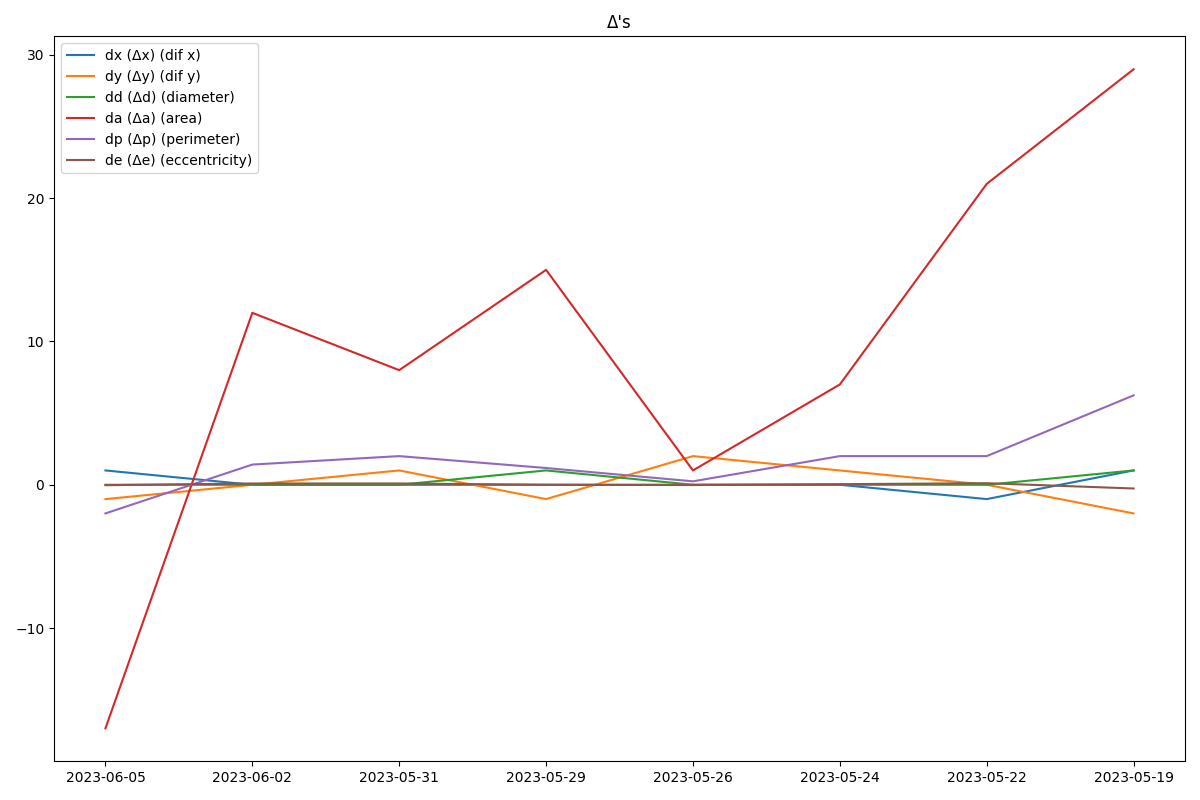 Δ's
dx (Δx) (dif x)
dy (Δy) (dif y)
dd (Δd) (diameter)
da (Δa) (area)
dp (Δp) (perimeter)
de (Δe) (eccentricity)
30
20
10
0
−10
2023-06-05 2023-06-02 2023-05-31 2023-05-29 2023-05-26 2023-05-24 2023-05-22 2023-05-19